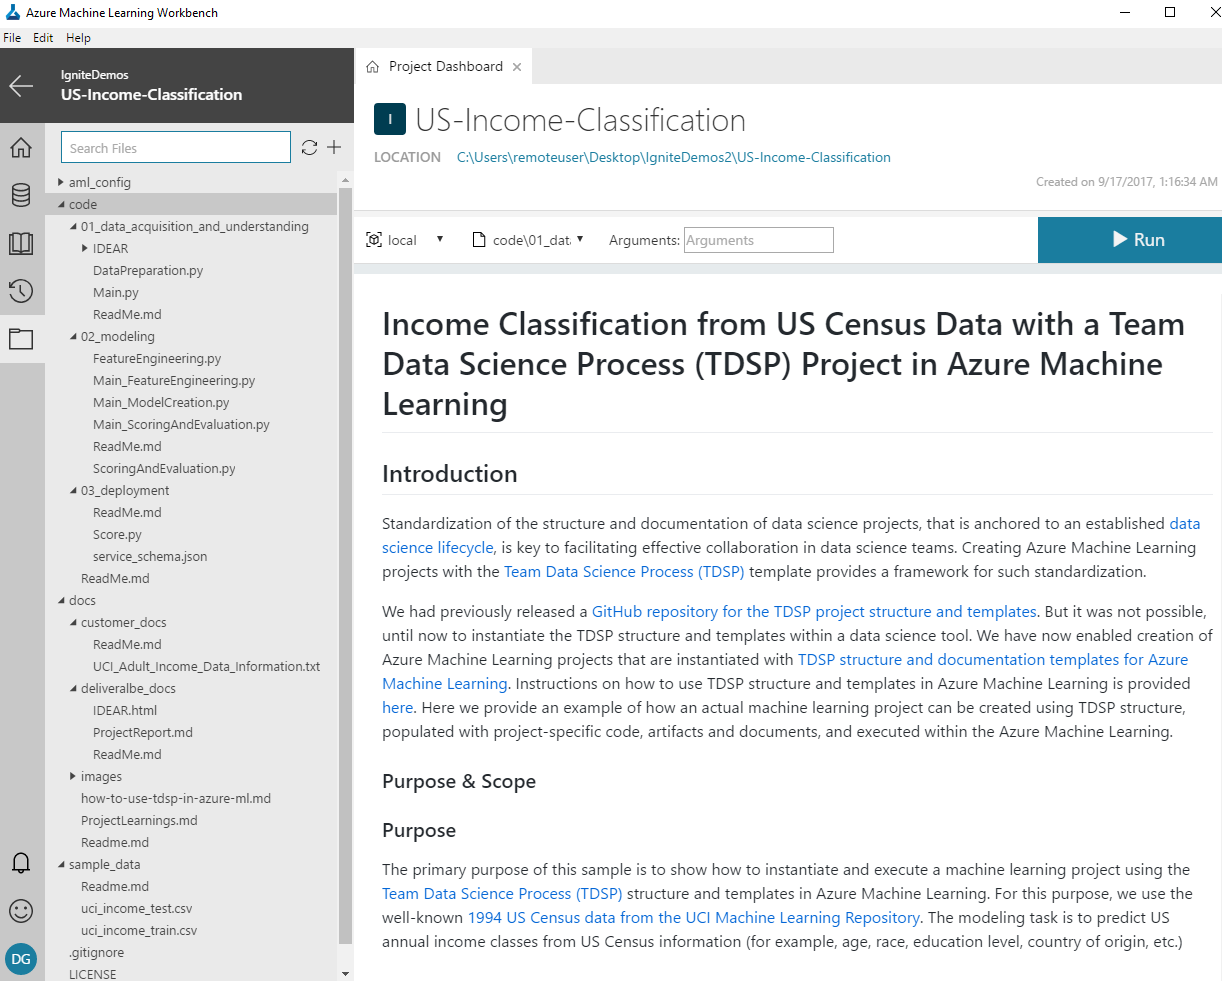 Azure Machine Learning Workbench
File Edit Help
IgniteDemos
US-Income-Classification
Search Files
aml_config
code
01_data_acquisition_and_understanding
IDEAR
DataPreparation.py
Main.py
ReadMe.md
02_modeling
FeatureEngineering.py
Main_FeatureEngineering.py
Main_ModelCreation.py
Main_ScoringAndEvaluation.py
ReadMe.md
ScoringAndEvaluation.py
03_deployment
ReadMe.md
Score.py
service_schema.json
ReadMe.md
docs
customer_docs
ReadMe.md
UCI_Adult_Income_Data_Information.txt
deliveralbe_docs
IDEAR.html
ProjectReport.md
ReadMe.md
images
how-to-use-tdsp-in-azure-ml.md
ProjectLearnings.md
Readme.md
sample_data
Readme.md
uci_income_test.csv
uci_income_train.csv
.gitignore
LICENSE
DG
Project Dashboard
I US-Income-Classification
LOCATION C:\Users\remoteuser\Desktop\IgniteDemos2\US-Income-Classification
Created on 9/17/2017, 1:16:34 AM
local code\01_dat Arguments: Arguments Run
Income Classification from US Census Data with a Team
Data Science Process (TDSP) Project in Azure Machine
Learning
Introduction
Standardization of the structure and documentation of data science projects, that is anchored to an established data
science lifecycle, is key to facilitating effective collaboration in data science teams. Creating Azure Machine Learning
projects with the Team Data Science Process (TDSP) template provides a framework for such standardization.
We had previously released a GitHub repository for the TDSP project structure and templates. But it was not possible,
until now to instantiate the TDSP structure and templates within a data science tool. We have now enabled creation of
Azure Machine Learning projects that are instantiated with TDSP structure and documentation templates for Azure
Machine Learning. Instructions on how to use TDSP structure and templates in Azure Machine Learning is provided
here. Here we provide an example of how an actual machine learning project can be created using TDSP structure,
populated with project-specific code, artifacts and documents, and executed within the Azure Machine Learning.
Purpose & Scope
Purpose
The primary purpose of this sample is to show how to instantiate and execute a machine learning project using the
Team Data Science Process (TDSP) structure and templates in Azure Machine Learning. For this purpose, we use the
well-known 1994 US Census data from the UCI Machine Learning Repository. The modeling task is to predict US
annual income classes from US Census information (for example, age, race, education level, country of origin, etc.)